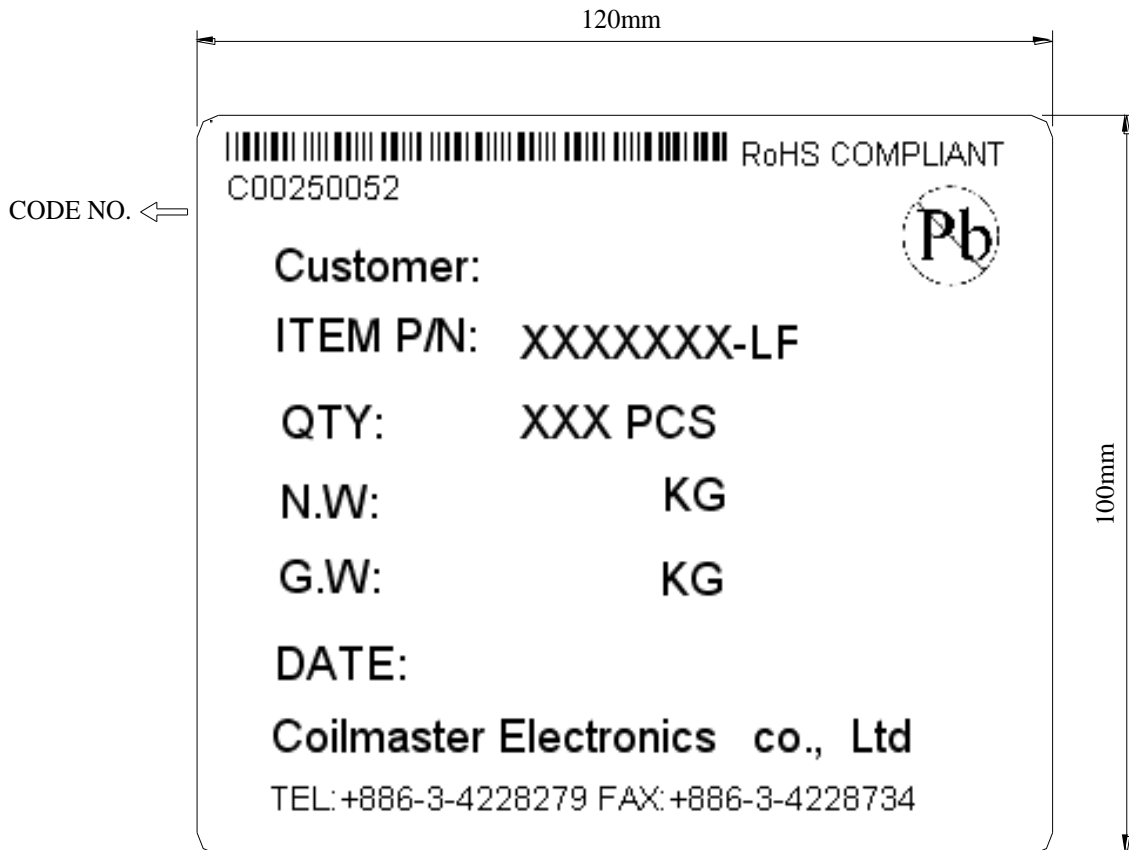 120mm
RoHS COMPLIANT
C00250052
CODE NO.
Pb
Customer:
ITEM P/N: XXXXXXX-LF
QTY: XXX PCS
N.W: KG
G.W: KG
100mm
DATE:
Coilmaster Electronics co., Ltd
TEL:+886-3-4228279 FAX:+886-3-4228734